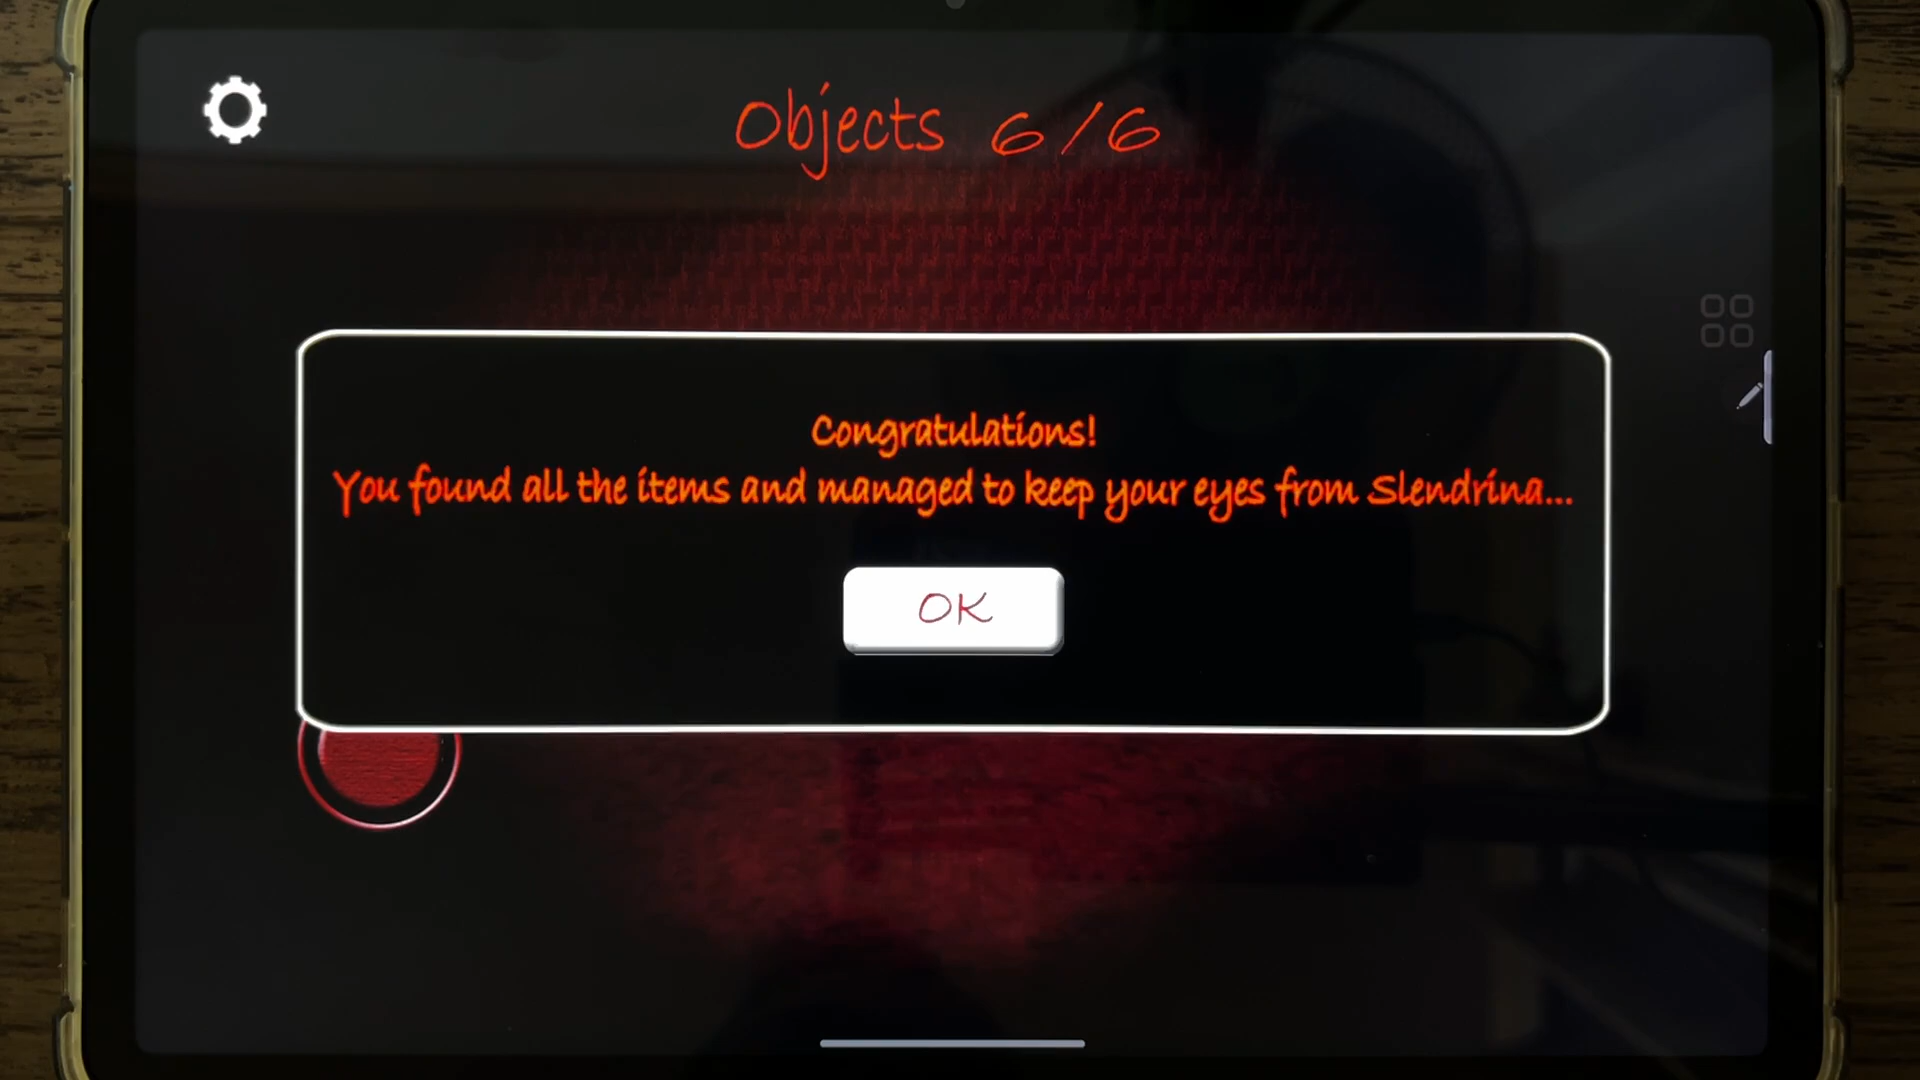 Objects 6/6
Congratulations!
You found all the items and managed to keep your eyes from Slendrina...
OK